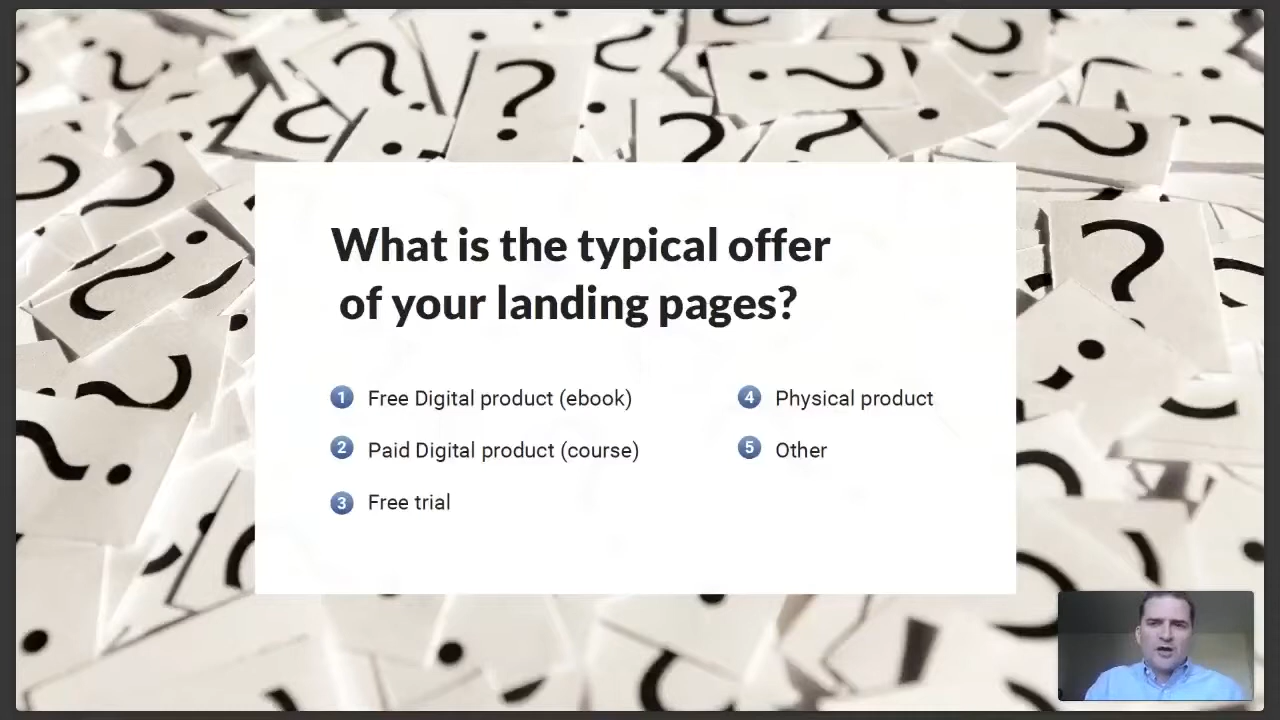 What is the typical offer
of your landing pages?
1 Free Digital product (ebook)
2 Paid Digital product (course)
3 Free trial
4 Physical product
5 Other